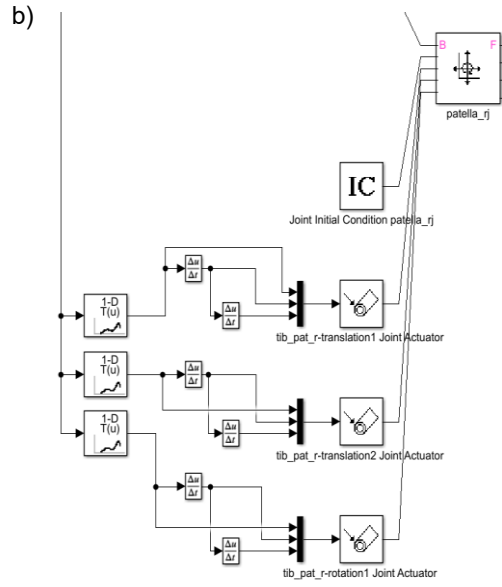 b)
B
F
patella_rj
IC
Joint Initial Condition patella_rj
1-D
T(u)
Δu
Δt
Δu
Δt
tib_pat_r-translation1 Joint Actuator
1-D
T(u)
Δu
Δt
Δu
Δt
tib_pat_r-translation2 Joint Actuator
1-D
T(u)
Δu
Δt
Δu
Δt
tib_pat_r-rotation1 Joint Actuator